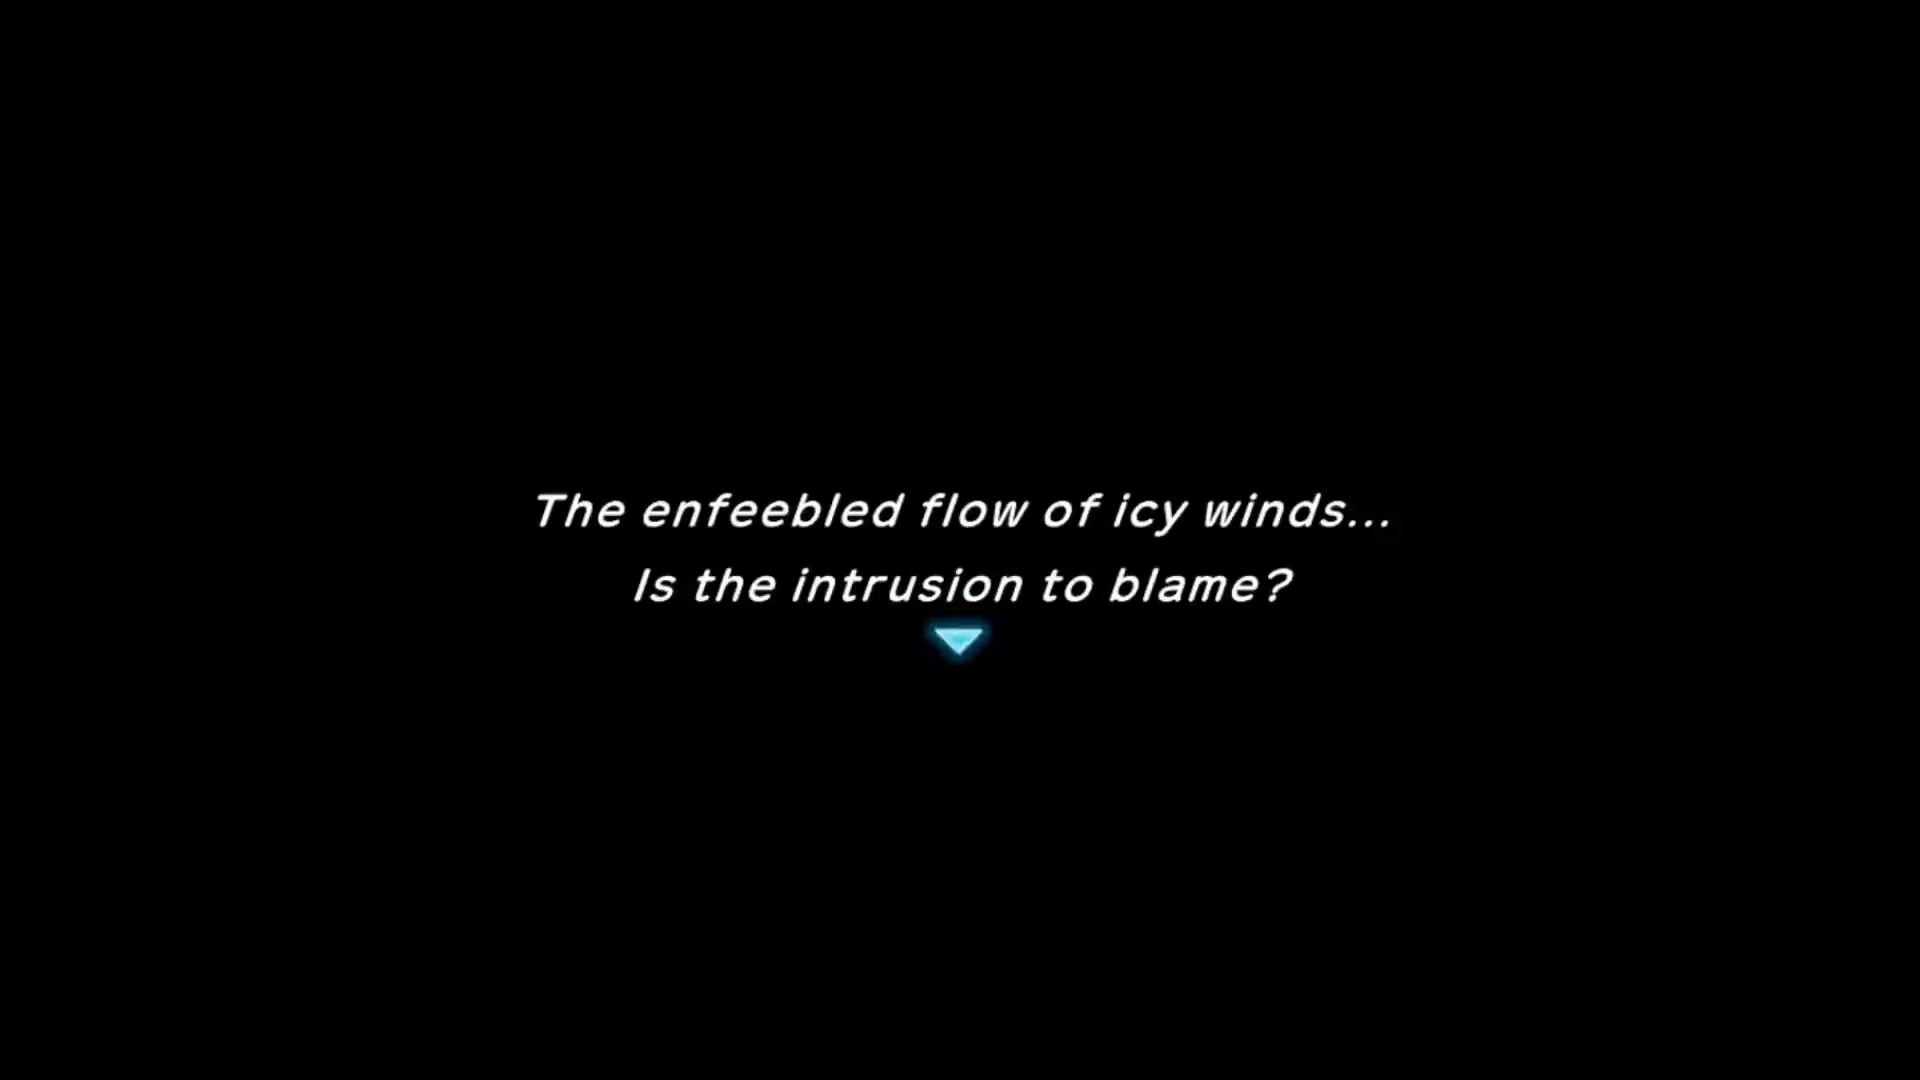 The enfeebled flow of icy winds...
Is the intrusion to blame?